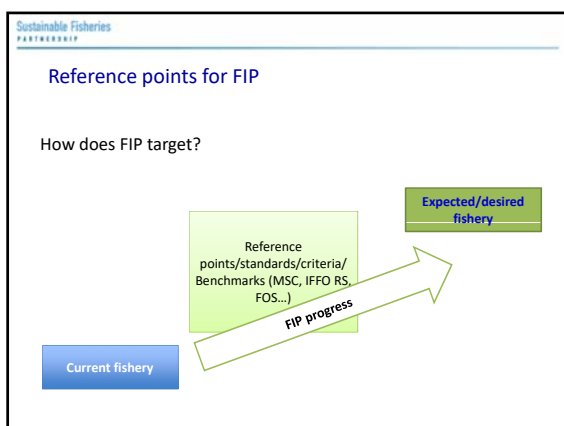 Sustainable Fisheries
PARTNERSHIP
Reference points for FIP
How does FIP target?
Expected/desired
fishery
Reference
points/standards/criteria/
Benchmarks (MSC, IFFO RS,
FOS...)
FIP progress
Current fishery